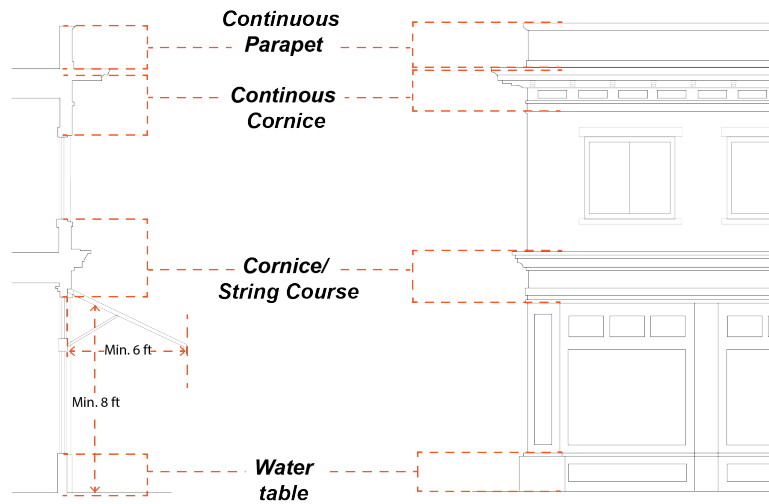 Continuous
Parapet
Continous
Cornice
Cornice/
String Course
Min. 6 ft
Min. 8 ft
Water
table